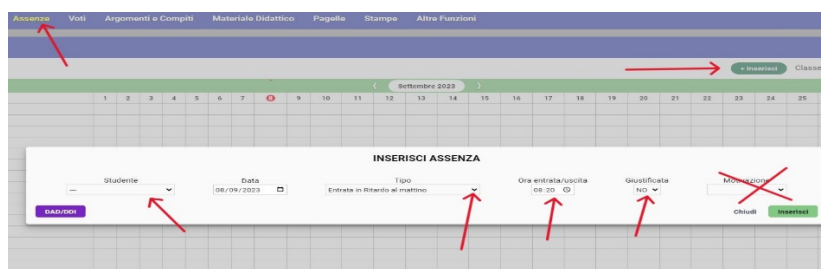 Assenze Voti Argomenti e Compiti Materiale Didattico Pagelle Stampe Altre Funzioni
+ Inserisci Classe
Settembre 2023
1 2 3 4 5 6 7 8 9 10 11 12 13 14 15 16 17 18 19 20 21 22 23 24 25
INSERISCI ASSENZA
Studente Data Tipo Ora entrata/uscita Giustificata Motivazione
— 08/09/2023 Entrata in Ritardo al mattino 08:20 NO
DAD/DDI Chiudi Inserisci